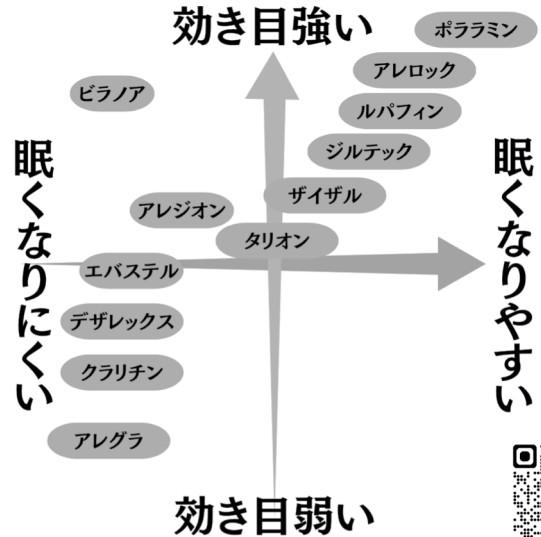 効き目強い
ポララミン
アレロック
ビラノア
ルパフィン
ジルテック
ザイザル
アレジオン
タリオン
エバステル
デザレックス
クラリチン
アレグラ
眠くなりにくい
眠くなりやすい
効き目弱い